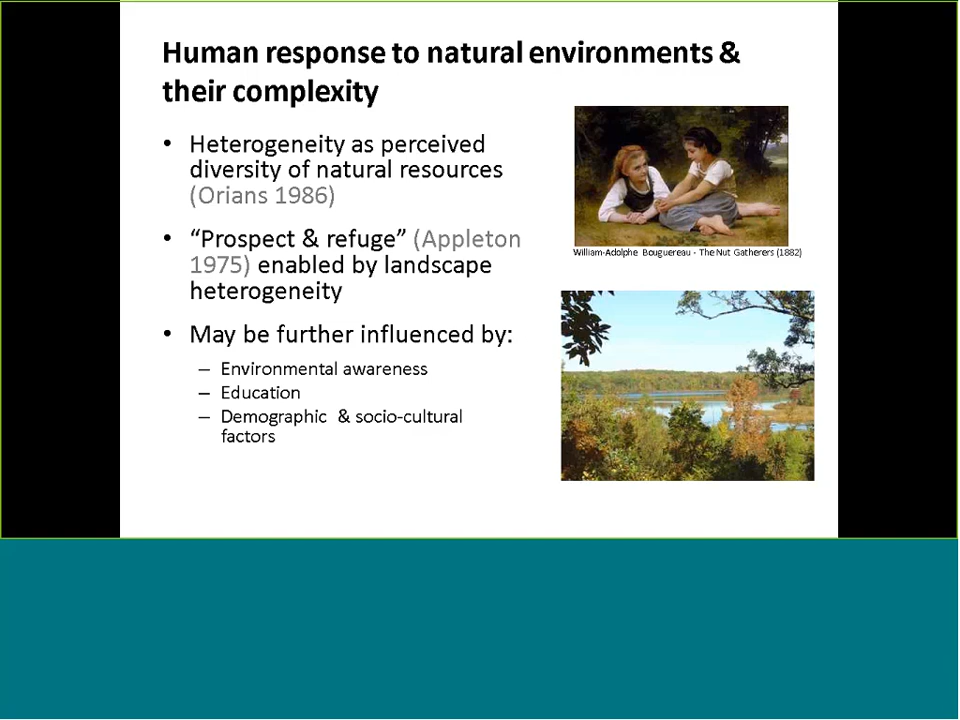 Human response to natural environments &
their complexity
• Heterogeneity as perceived
diversity of natural resources
(Orians 1986)
• “Prospect & refuge” (Appleton
1975) enabled by landscape
heterogeneity
• May be further influenced by:
– Environmental awareness
– Education
– Demographic & socio-cultural
factors
William-Adolphe Bouguereau - The Nut Gatherers (1882)